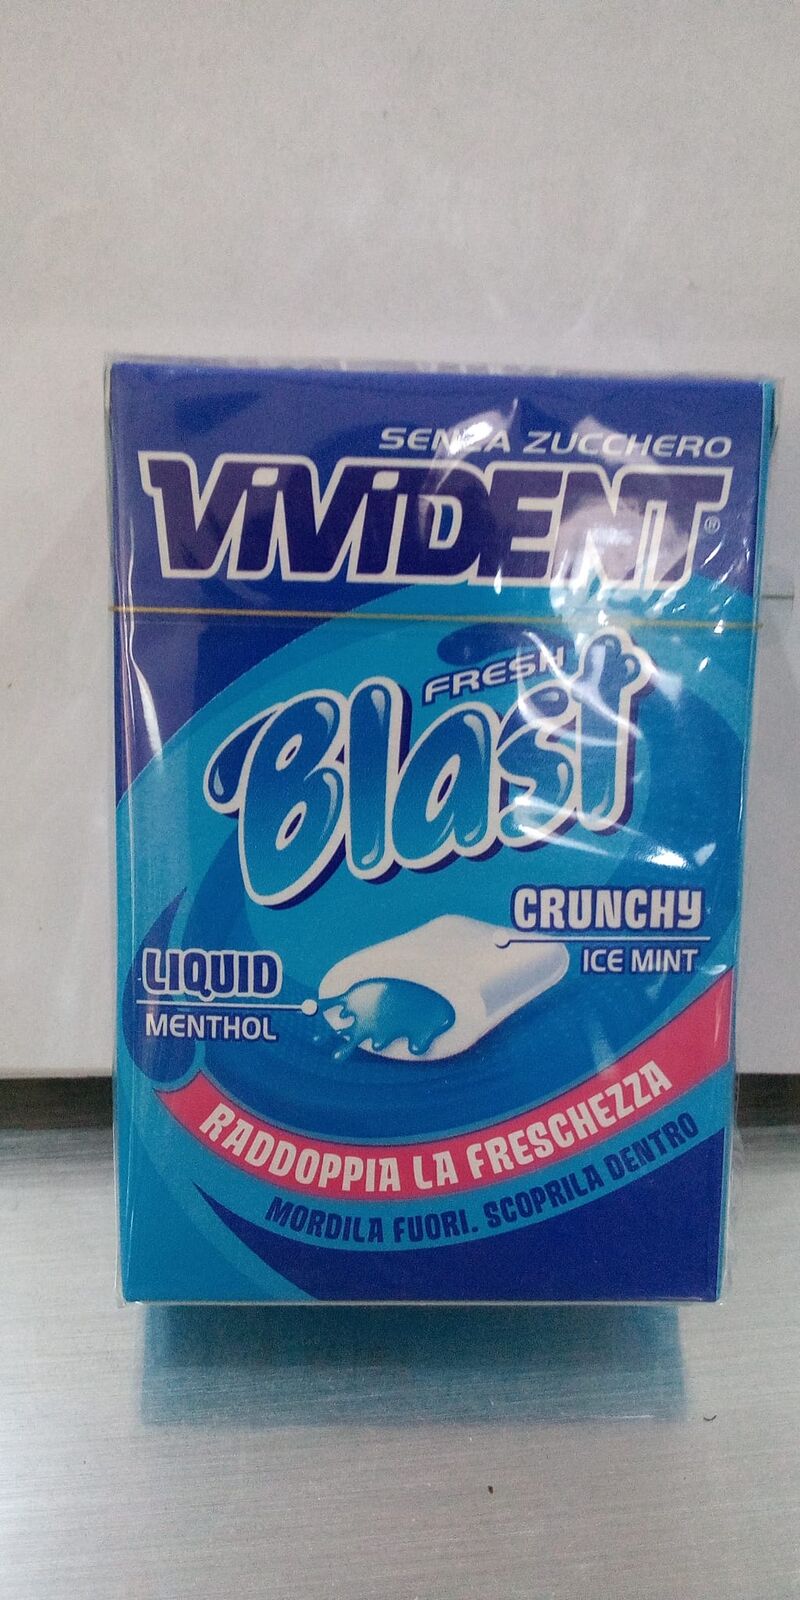 SENZA ZUCCHERO
ViViDENT®
FRESH
Blast
CRUNCHY
ICE MINT
LIQUID
MENTHOL
RADDOPPIA LA FRESCHEZZA
MORDILA FUORI. SCOPRILA DENTRO